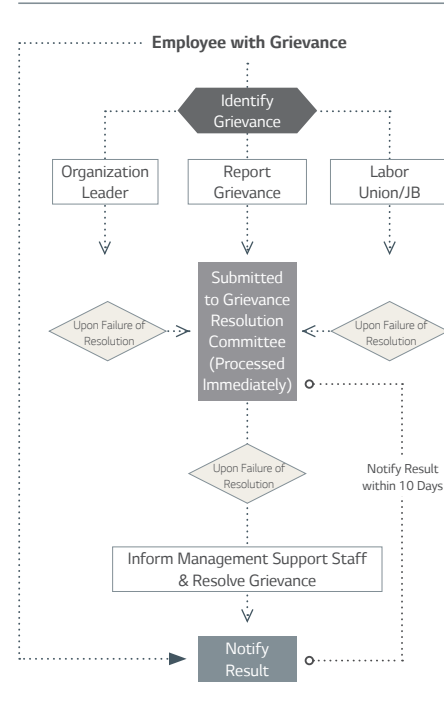 Employee with Grievance
Identify
Grievance
Organization
Leader
Report
Grievance
Labor
Union/JB
Submitted
to Grievance
Resolution
Committee
(Processed
Immediately)
Upon Failure of
Resolution
Upon Failure of
Resolution
Upon Failure of
Resolution
Notify Result
within 10 Days
Inform Management Support Staff
& Resolve Grievance
Notify
Result